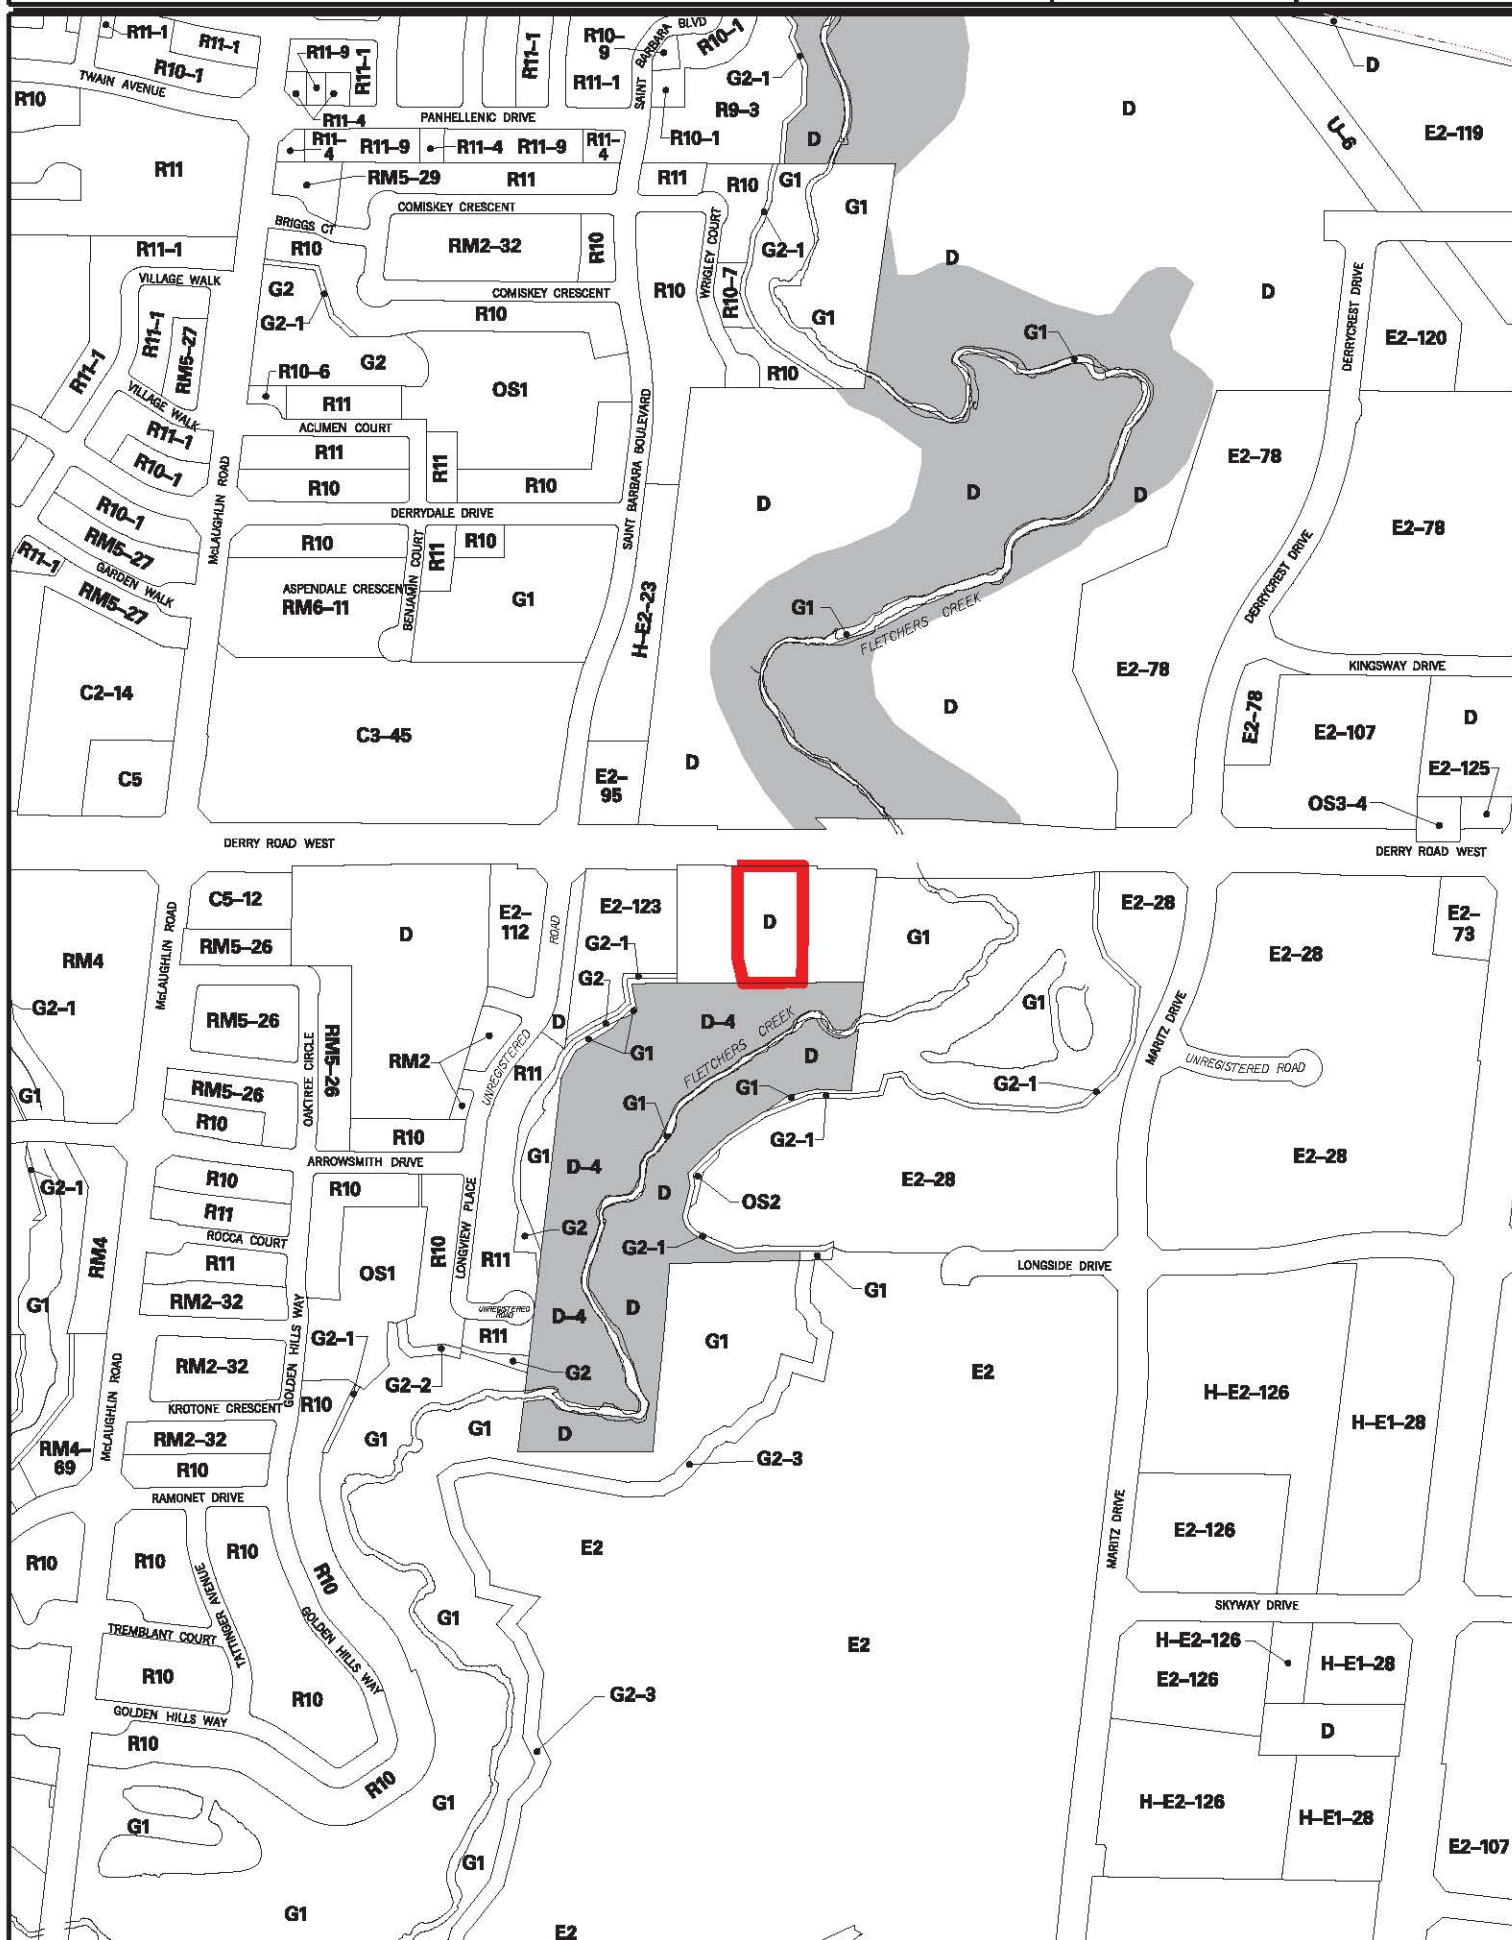 R11–1
R11–1
R10–1
TWAIN AVENUE
R10
R11–9
R11–1
R11–4
R11–1
R10–
9
R11–1
SAINT BARBARA BLVD
R10–1
G2–1
R9–3
R10–1
D
D
D
U–6
E2–119
PANHELLENIC DRIVE
R11–
4
R11–9
R11–4
R11–9
R11–
4
R11
RM5–29
R11
R11
R10
G1
G1
COMISKEY CRESCENT
BRIGGS CT
R10
RM2–32
R10
WRIGLEY COURT
G2–1
R11–1
VILLAGE WALK
G2
G2–1
COMISKEY CRESCENT
R10
R10
R10–7
G1
D
D
DERRYCREST DRIVE
R11–1
RM5–27
R11–1
G2
R10–6
R11
OS1
R10
G1
E2–120
VILLAGE WALK
R11–1
R10–1
ACUMEN COURT
R11
R11
R10
R10
SAINT BARBARA BOULEVARD
McLAUGHLIN ROAD
D
D
D
E2–78
E2–78
R10–1
RM5–27
R11–1
GARDEN WALK
RM5–27
DERRYDALE DRIVE
R10
R11
R10
BENJAMIN COURT
ASPENDALE CRESCENT
RM6–11
G1
H–E2–23
G1
FLETCHERS CREEK
DERRYCREST DRIVE
E2–78
KINGSWAY DRIVE
C2–14
C5
C3–45
E2–
95
D
D
E2–78
E2–107
D
E2–125
OS3–4
DERRY ROAD WEST
DERRY ROAD WEST
McLAUGHLIN ROAD
C5–12
RM5–26
RM4
D
E2–
112
ROAD
E2–123
G2–1
G2
D
G1
E2–28
E2–28
E2–
73
G2–1
RM5–26
RM5–26
OAKTREE CIRCLE
RM2
UNREGISTERED
D
R11
G1
D–4
FLETCHERS CREEK
D
G1
MARITZ DRIVE
UNREGISTERED ROAD
G1
RM5–26
R10
R10
G1
G1
G2–1
G2–1
ARROWSMITH DRIVE
G2–1
R10
R11
R10
G1
D–4
D
OS2
E2–28
E2–28
ROCCA COURT
RM4
R11
RM2–32
OS1
R10
LONGVIEW PLACE
R11
G2
G2–1
LONGSIDE DRIVE
G1
G1
GOLDEN HILLS WAY
G2–1
UNREGISTERED
ROAD
D–4
D
R11
G1
RM2–32
G2–2
G2
E2
H–E2–126
H–E1–28
McLAUGHLIN ROAD
KROTONE CRESCENT
R10
RM4–
69
RM2–32
R10
G1
G1
D
G2–3
RAMONET DRIVE
MARITZ DRIVE
E2–126
R10
R10
R10
R10
E2
TATTINGER AVENUE
GOLDEN HILLS WAY
G1
SKYWAY DRIVE
TREMBLANT COURT
E2
H–E2–126
E2–126
H–E1–28
R10
R10
G2–3
GOLDEN HILLS WAY
R10
D
R10
G1
H–E2–126
H–E1–28
G1
E2–107
G1
G1
E2